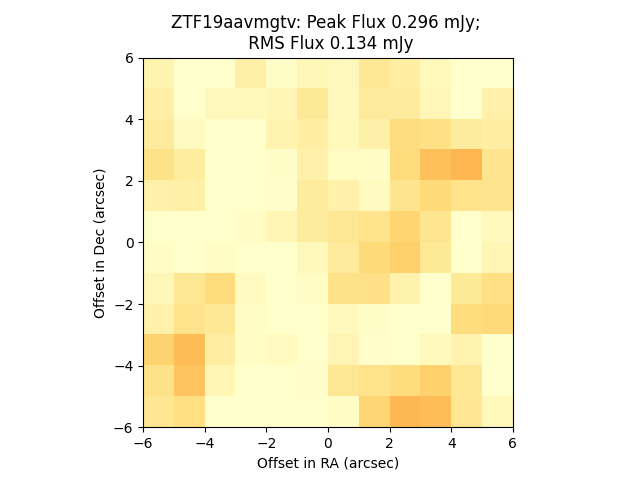 ZTF19aavmgtv: Peak Flux 0.296 mJy;
RMS Flux 0.134 mJy
6
4
2
0
−2
−4
−6
Offset in Dec (arcsec)
−6 −4 −2 0 2 4 6
Offset in RA (arcsec)